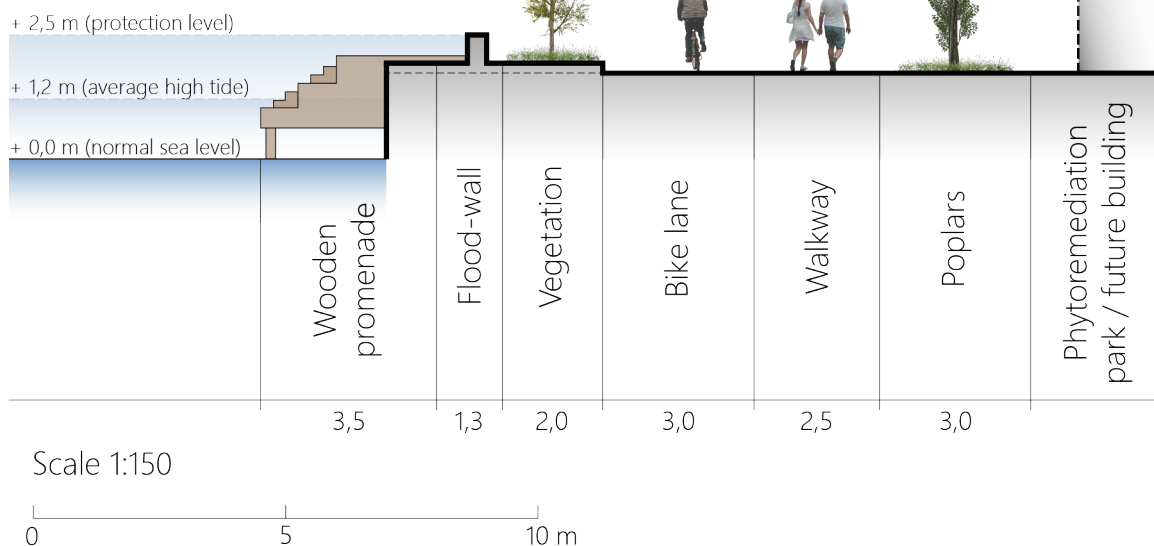 + 2,5 m (protection level)
+ 1,2 m (average high tide)
+ 0,0 m (normal sea level)
Wooden
promenade
Flood-wall
Vegetation
Bike lane
Walkway
Poplars
Phytoremediation
park / future building
3,5
1,3
2,0
3,0
2,5
3,0
Scale 1:150
0
5
10 m